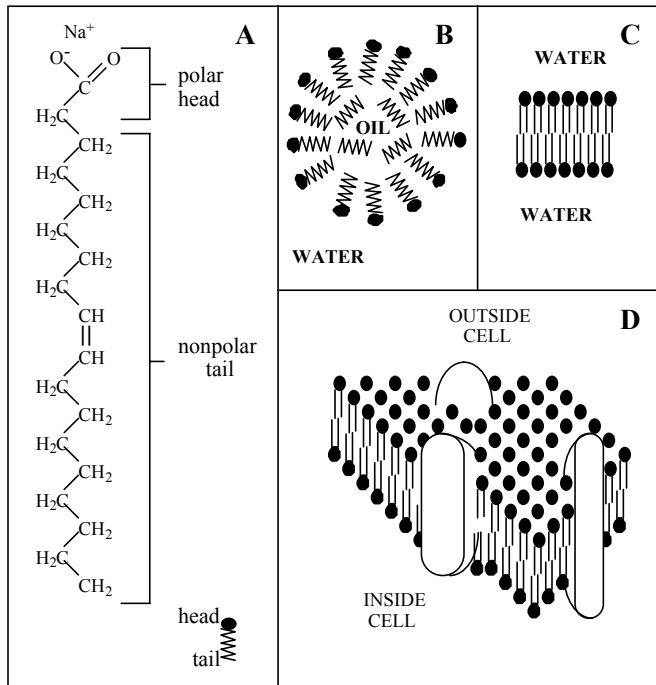 A
Na⁺
O⁻ O
C
H₂C
polar
head
CH₂
H₂C
CH₂
H₂C
CH₂
H₂C
CH
CH
nonpolar
tail
H₂C
CH₂
H₂C
CH₂
H₂C
CH₂
H₂C
CH₂
head
tail
B
OIL
WATER
C
WATER
WATER
D
OUTSIDE
CELL
INSIDE
CELL